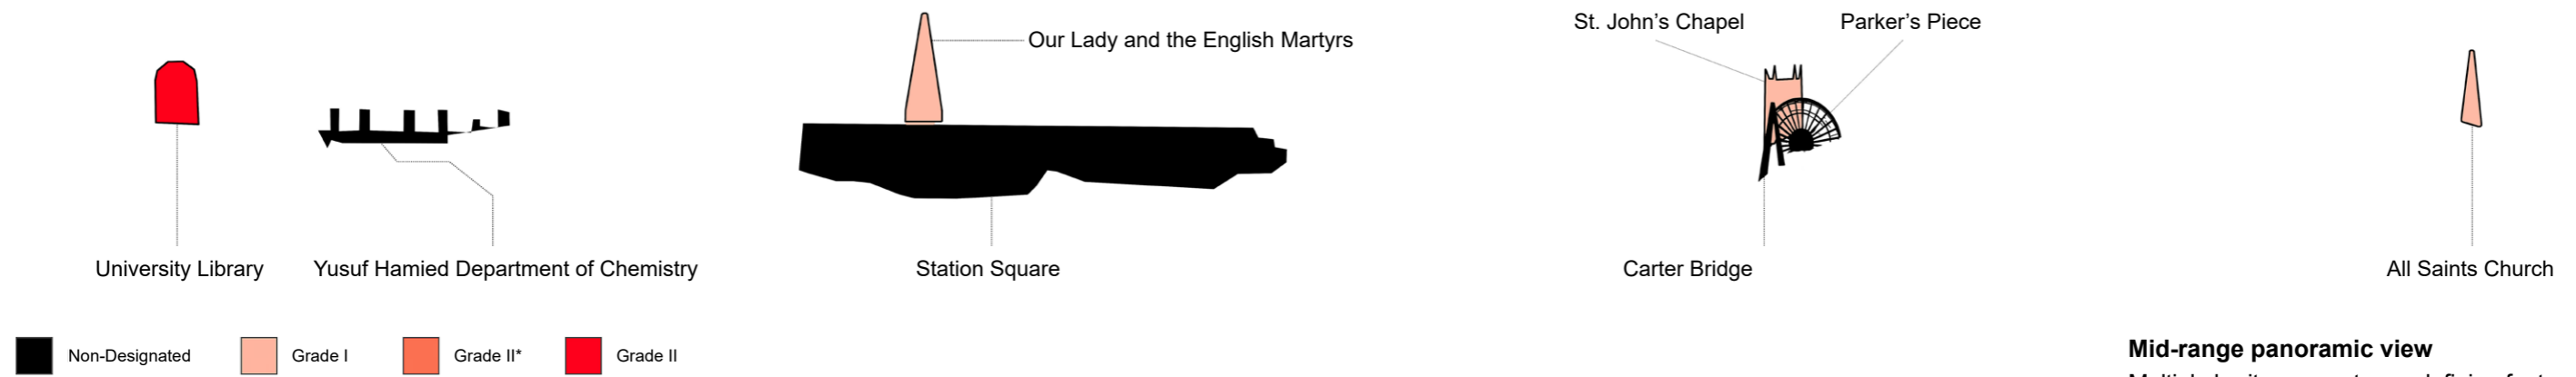 St. John’s Chapel
Parker’s Piece
Our Lady and the English Martyrs
University Library
Yusuf Hamied Department of Chemistry
Station Square
Carter Bridge
All Saints Church
Non-Designated
Grade I
Grade II*
Grade II
Mid-range panoramic view